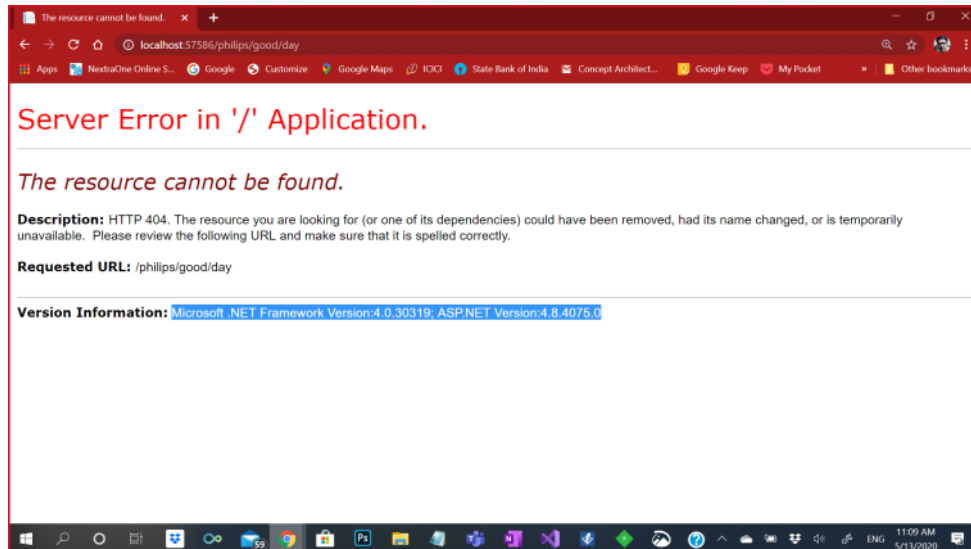 The resource cannot be found.
localhost:57586/philips/good/day
Apps NextraOne Online S... Google Customize Google Maps ICICI State Bank of India Concept Architect... Google Keep My Pocket » Other bookmarks
Server Error in '/' Application.
The resource cannot be found.
Description: HTTP 404. The resource you are looking for (or one of its dependencies) could have been removed, had its name changed, or is temporarily
unavailable. Please review the following URL and make sure that it is spelled correctly.
Requested URL: /philips/good/day
Version Information: Microsoft .NET Framework Version:4.0.30319; ASP.NET Version:4.8.4075.0
59 Ps ENG 11:09 AM
5/13/2020